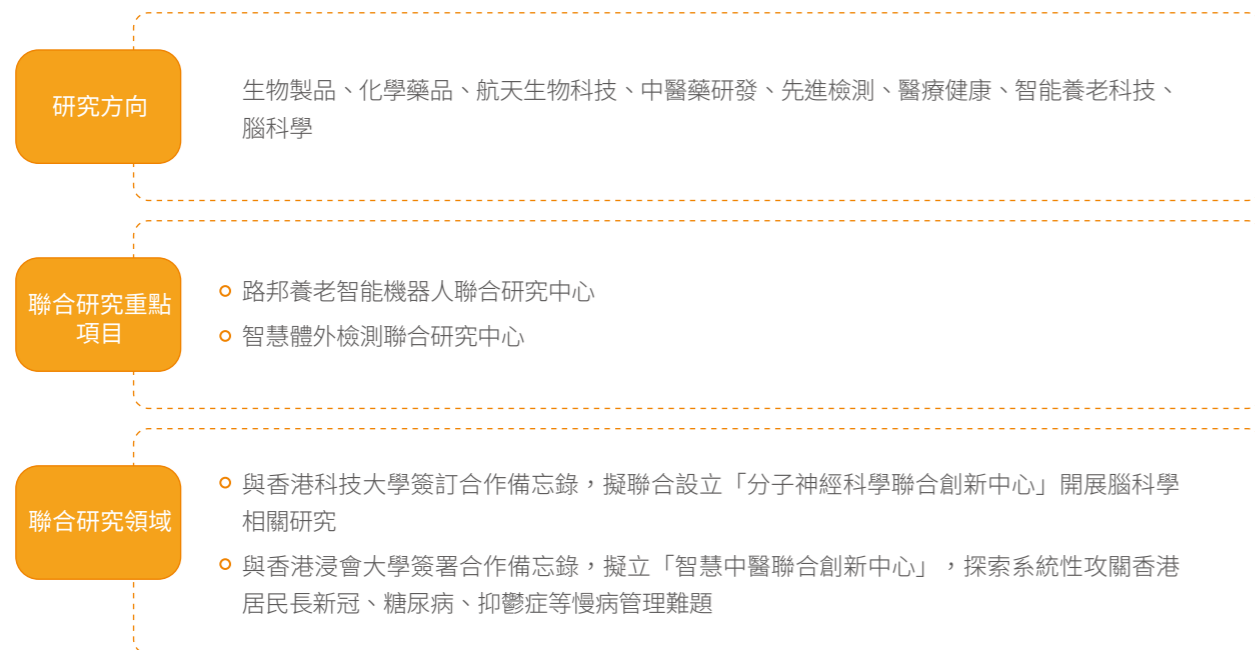 研究方向
生物製品、化學藥品、航天生物科技、中醫藥研發、先進檢測、醫療健康、智能養老科技、
腦科學
聯合研究重點
項目
路邦養老智能機器人聯合研究中心
智慧體外檢測聯合研究中心
聯合研究領域
與香港科技大學簽訂合作備忘錄，擬聯合設立「分子神經科學聯合創新中心」開展腦科學
相關研究
與香港浸會大學簽署合作備忘錄，擬立「智慧中醫聯合創新中心」，探索系統性攻關香港
居民長新冠、糖尿病、抑鬱症等慢病管理難題